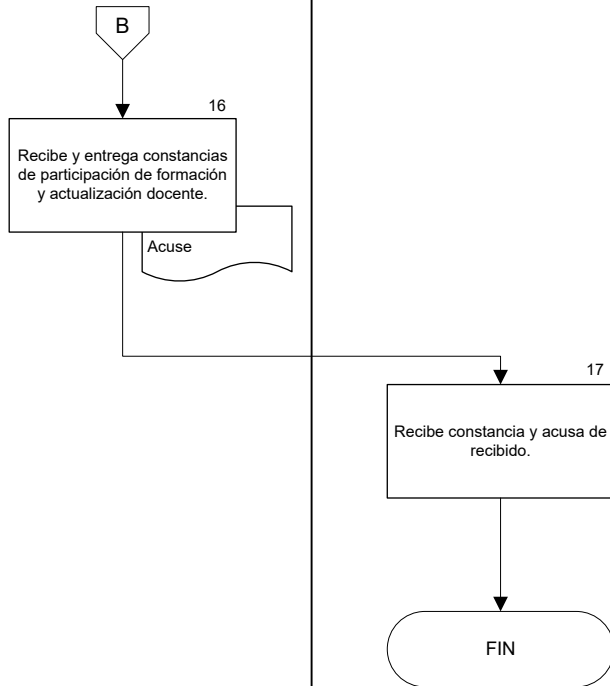 B
16
Recibe y entrega constancias
de participación de formación
y actualización docente.
Acuse
17
Recibe constancia y acusa de
recibido.
FIN